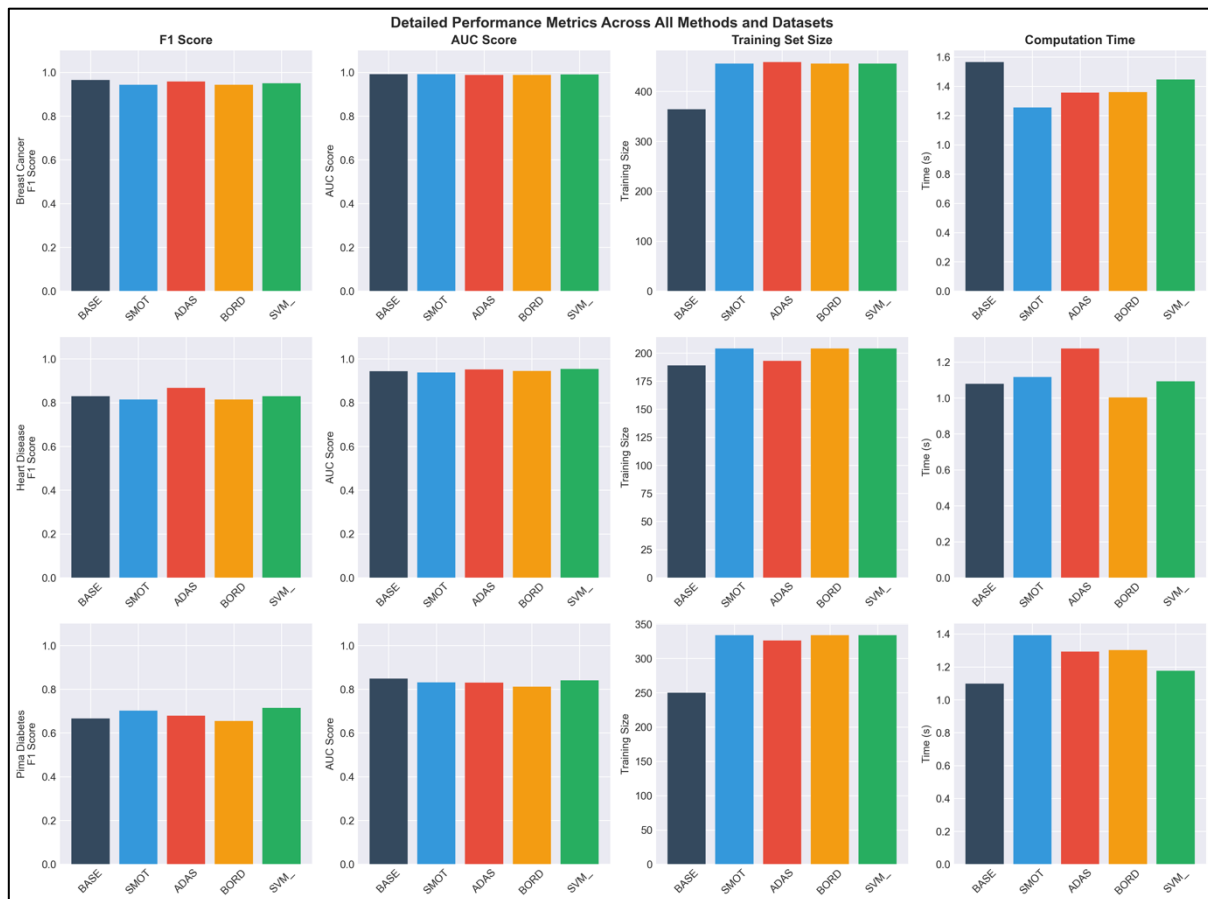 Detailed Performance Metrics Across All Methods and Datasets
F1 Score
AUC Score
Training Set Size
Computation Time
Breast Cancer
F1 Score
1.0
0.8
0.6
0.4
0.2
0.0
BASE
SMOT
ADAS
BORD
SVM_
AUC Score
1.0
0.8
0.6
0.4
0.2
0.0
BASE
SMOT
ADAS
BORD
SVM_
Training Size
400
300
200
100
0
BASE
SMOT
ADAS
BORD
SVM_
Time (s)
1.6
1.4
1.2
1.0
0.8
0.6
0.4
0.2
0.0
BASE
SMOT
ADAS
BORD
SVM_
Heart Disease
F1 Score
1.0
0.8
0.6
0.4
0.2
0.0
BASE
SMOT
ADAS
BORD
SVM_
AUC Score
1.0
0.8
0.6
0.4
0.2
0.0
BASE
SMOT
ADAS
BORD
SVM_
Training Size
200
175
150
125
100
75
50
25
0
BASE
SMOT
ADAS
BORD
SVM_
Time (s)
1.2
1.0
0.8
0.6
0.4
0.2
0.0
BASE
SMOT
ADAS
BORD
SVM_
Pima Diabetes
F1 Score
1.0
0.8
0.6
0.4
0.2
0.0
BASE
SMOT
ADAS
BORD
SVM_
AUC Score
1.0
0.8
0.6
0.4
0.2
0.0
BASE
SMOT
ADAS
BORD
SVM_
Training Size
350
300
250
200
150
100
50
0
BASE
SMOT
ADAS
BORD
SVM_
Time (s)
1.4
1.2
1.0
0.8
0.6
0.4
0.2
0.0
BASE
SMOT
ADAS
BORD
SVM_